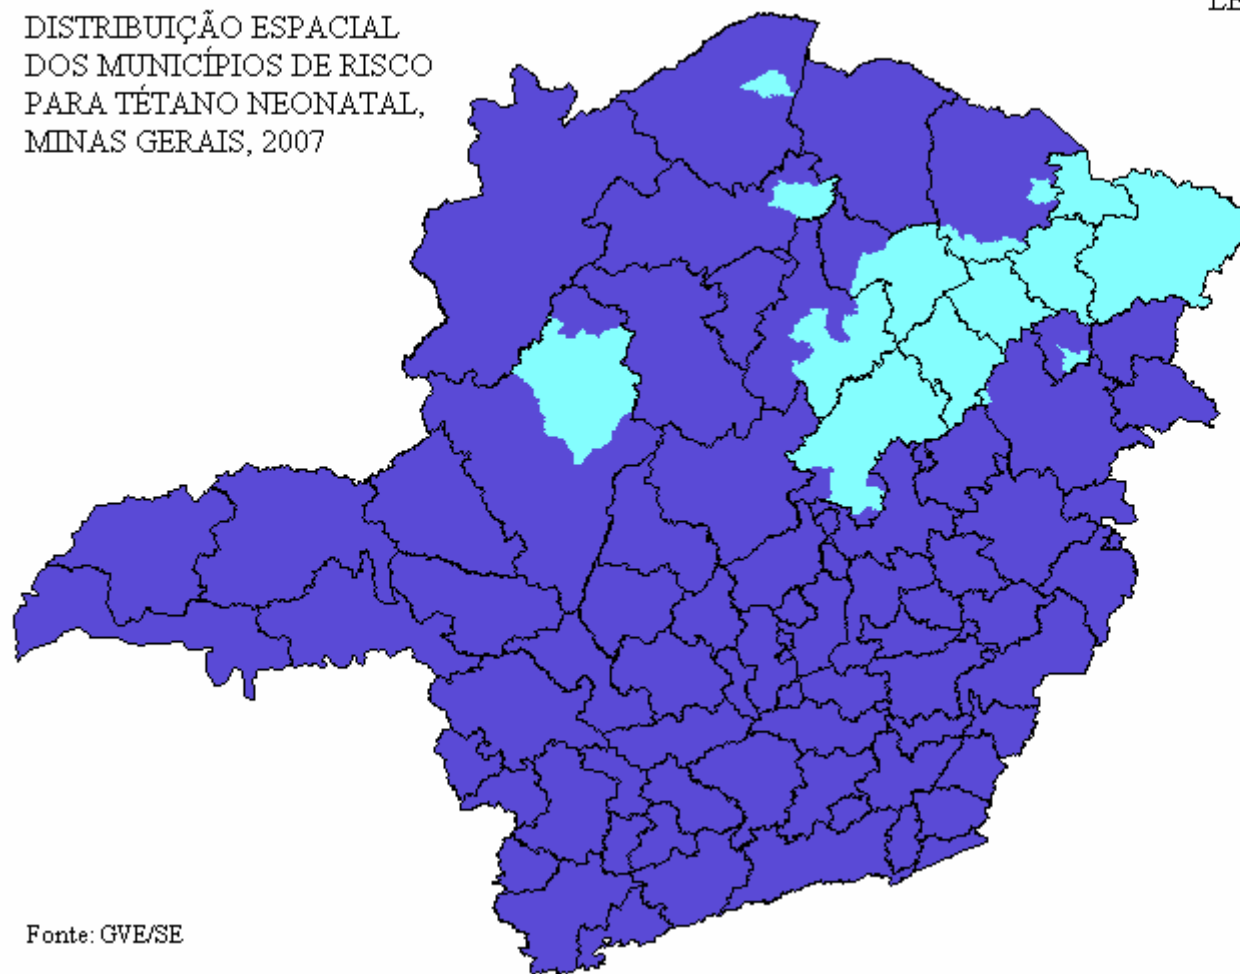 DISTRIBUIÇÃO ESPACIAL
DOS MUNICÍPIOS DE RISCO
PARA TÉTANO NEONATAL,
MINAS GERAIS, 2007
Fonte: GVE/SE